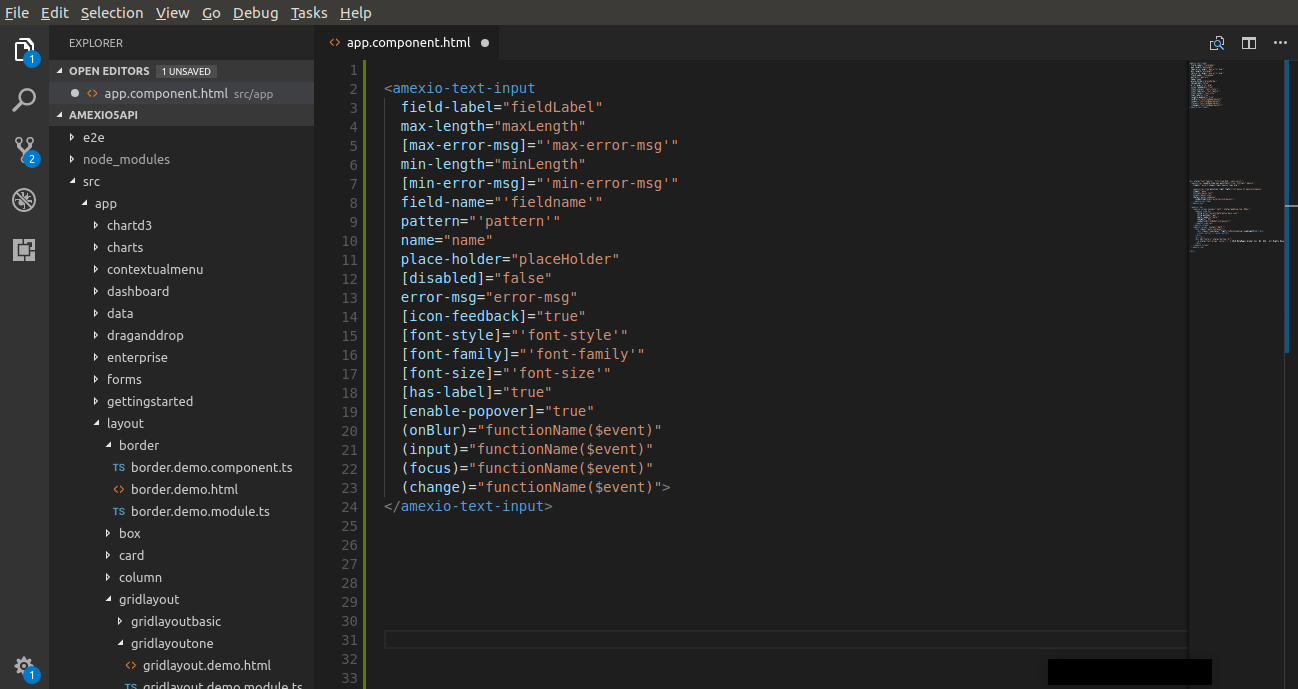 File Edit Selection View Go Debug Tasks Help
EXPLORER
OPEN EDITORS 1 UNSAVED
app.component.html src/app
AMEXIO5API
e2e
node_modules
src
app
chartd3
charts
contextualmenu
dashboard
data
draganddrop
enterprise
forms
gettingstarted
layout
border
TS border.demo.component.ts
<> border.demo.html
TS border.demo.module.ts
box
card
column
gridlayout
gridlayoutbasic
gridlayoutone
<> gridlayout.demo.html
TS gridlayout.demo.module.ts
1
2
1
<> app.component.html
1
2 <amexio-text-input
3 field-label="fieldLabel"
4 max-length="maxLength"
5 [max-error-msg]="'max-error-msg'"
6 min-length="minLength"
7 [min-error-msg]="'min-error-msg'"
8 field-name="'fieldname'"
9 pattern="'pattern'"
10 name="name"
11 place-holder="placeHolder"
12 [disabled]="false"
13 error-msg="error-msg"
14 [icon-feedback]="true"
15 [font-style]="'font-style'"
16 [font-family]="'font-family'"
17 [font-size]="'font-size'"
18 [has-label]="true"
19 [enable-popover]="true"
20 (onBlur)="functionName($event)"
21 (input)="functionName($event)"
22 (focus)="functionName($event)"
23 (change)="functionName($event)">
24 </amexio-text-input>
25
26
27
28
29
30
31
32
33